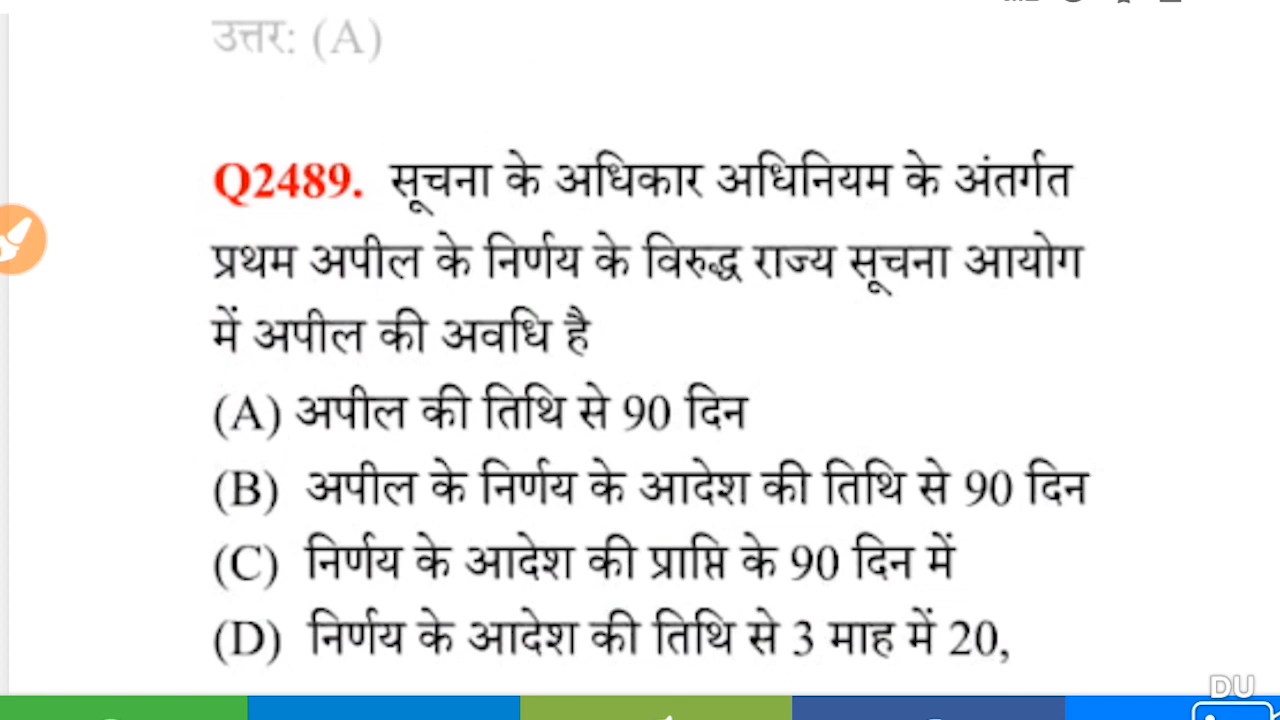 उत्तर: (A)
Q2489. सूचना के अधिकार अधिनियम के अंतर्गत
प्रथम अपील के निर्णय के विरुद्ध राज्य सूचना आयोग
में अपील की अवधि है
(A) अपील की तिथि से 90 दिन
(B) अपील के निर्णय के आदेश की तिथि से 90 दिन
(C) निर्णय के आदेश की प्राप्ति के 90 दिन में
(D) निर्णय के आदेश की तिथि से 3 माह में 20,
DU